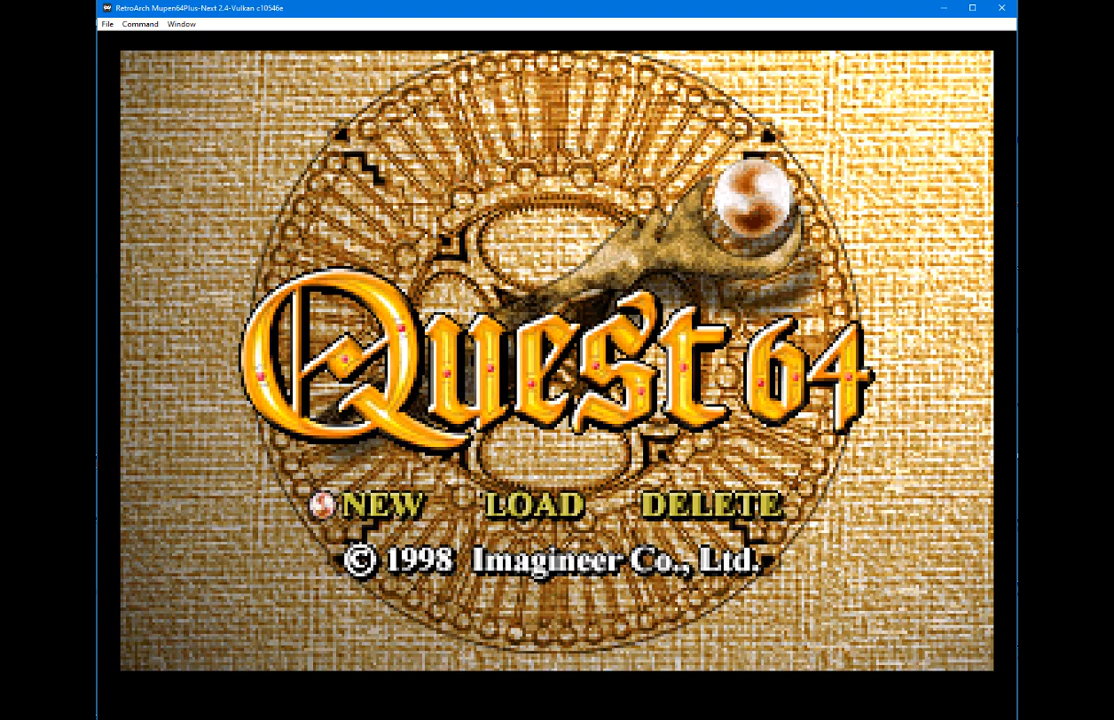 RetroArch Mupen64Plus-Next 2.4-Vulkan c10546e
File Command Window
Quest 64
NEW LOAD DELETE
© 1998 Imagineer Co., Ltd.